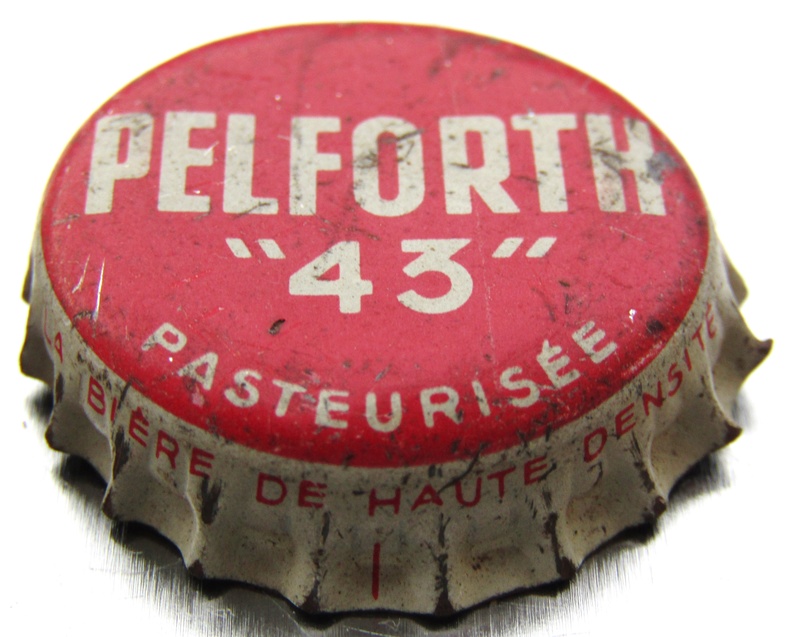 PELFORTH
"43"
PASTEURISÉE
LA BIÈRE DE HAUTE DENSITÉ